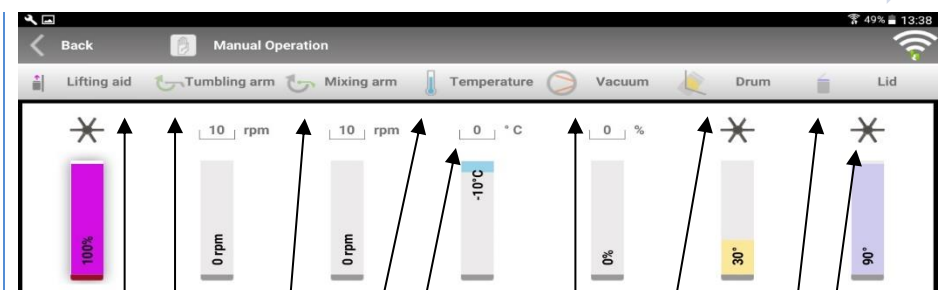 49% 13:38
Back Manual Operation
Lifting aid Tumbling arm Mixing arm Temperature Vacuum Drum Lid
10 rpm 10 rpm 0 °C 0 %
100% 0 rpm 0 rpm -10°C 0% 30° 90°